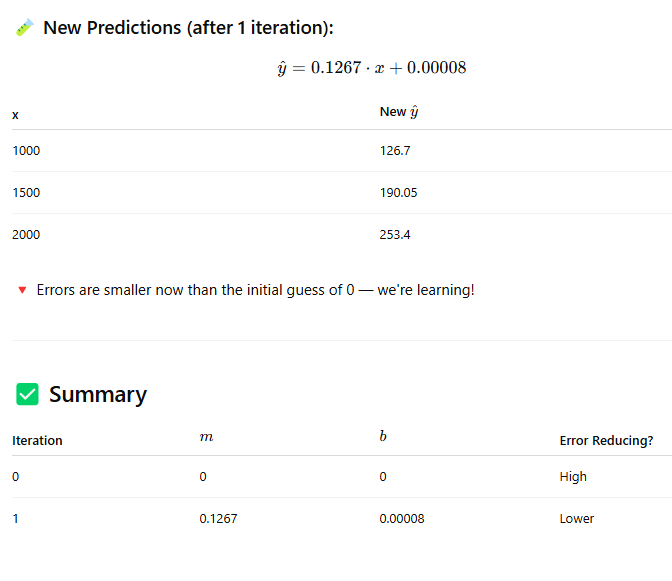 New Predictions (after 1 iteration):
ŷ = 0.1267 · x + 0.00008
x New ŷ
1000 126.7
1500 190.05
2000 253.4
Errors are smaller now than the initial guess of 0 — we're learning!
Summary
Iteration m b Error Reducing?
0 0 0 High
1 0.1267 0.00008 Lower